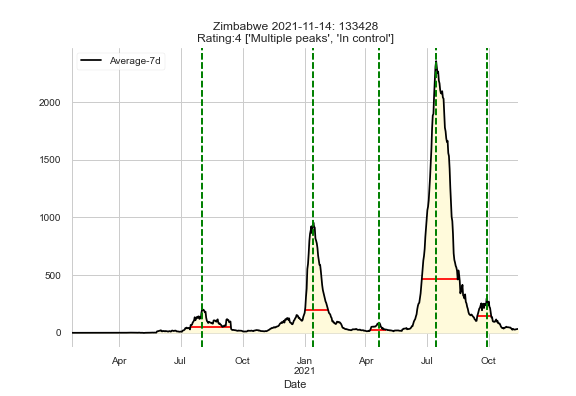 Zimbabwe 2021-11-14: 133428
Rating:4 ['Multiple peaks', 'In control']
Average-7d
2000
1500
1000
500
0
Apr
Jul
Oct
Jan
2021
Apr
Jul
Oct
Date